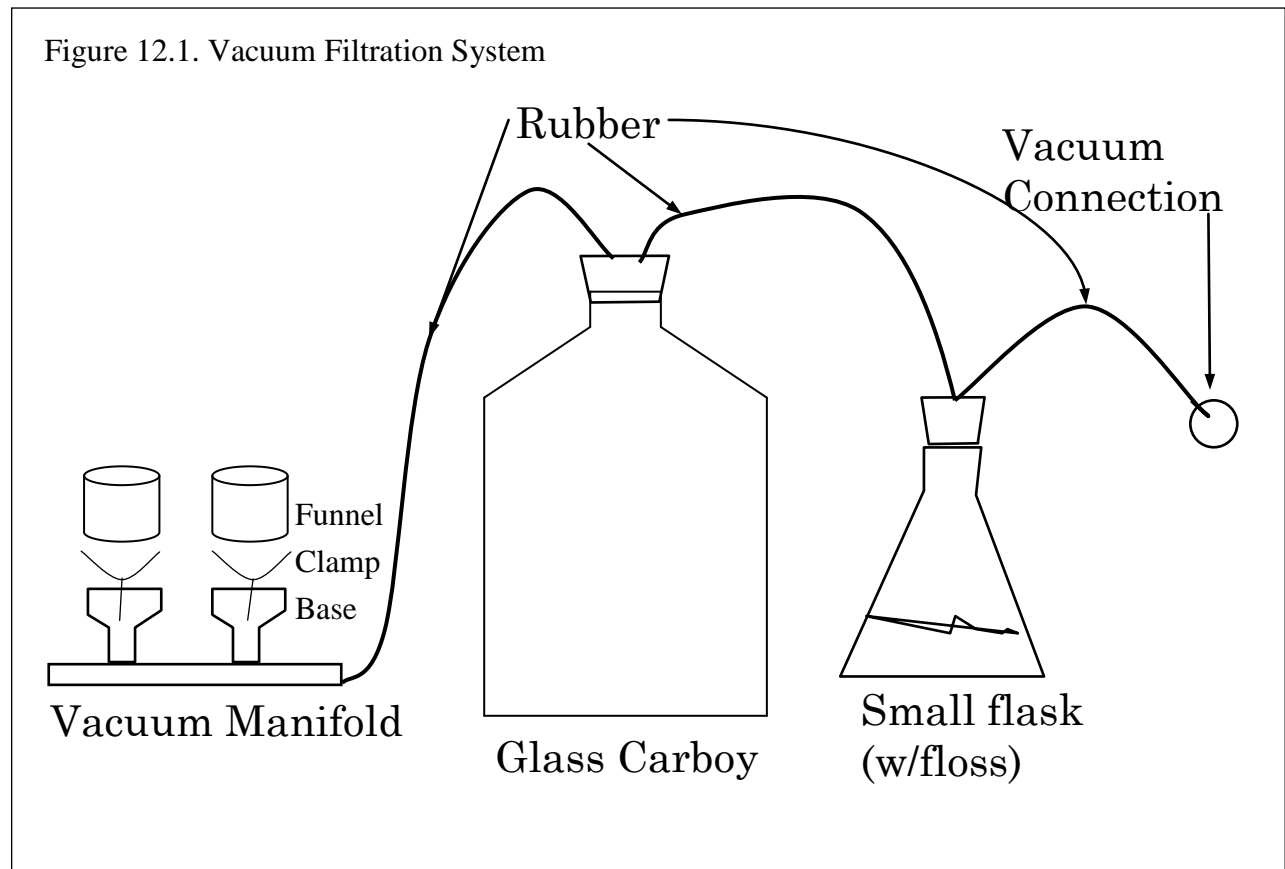 Figure 12.1. Vacuum Filtration System
Rubber
Vacuum
Connection
Funnel
Clamp
Base
Vacuum Manifold
Glass Carboy
Small flask
(w/floss)